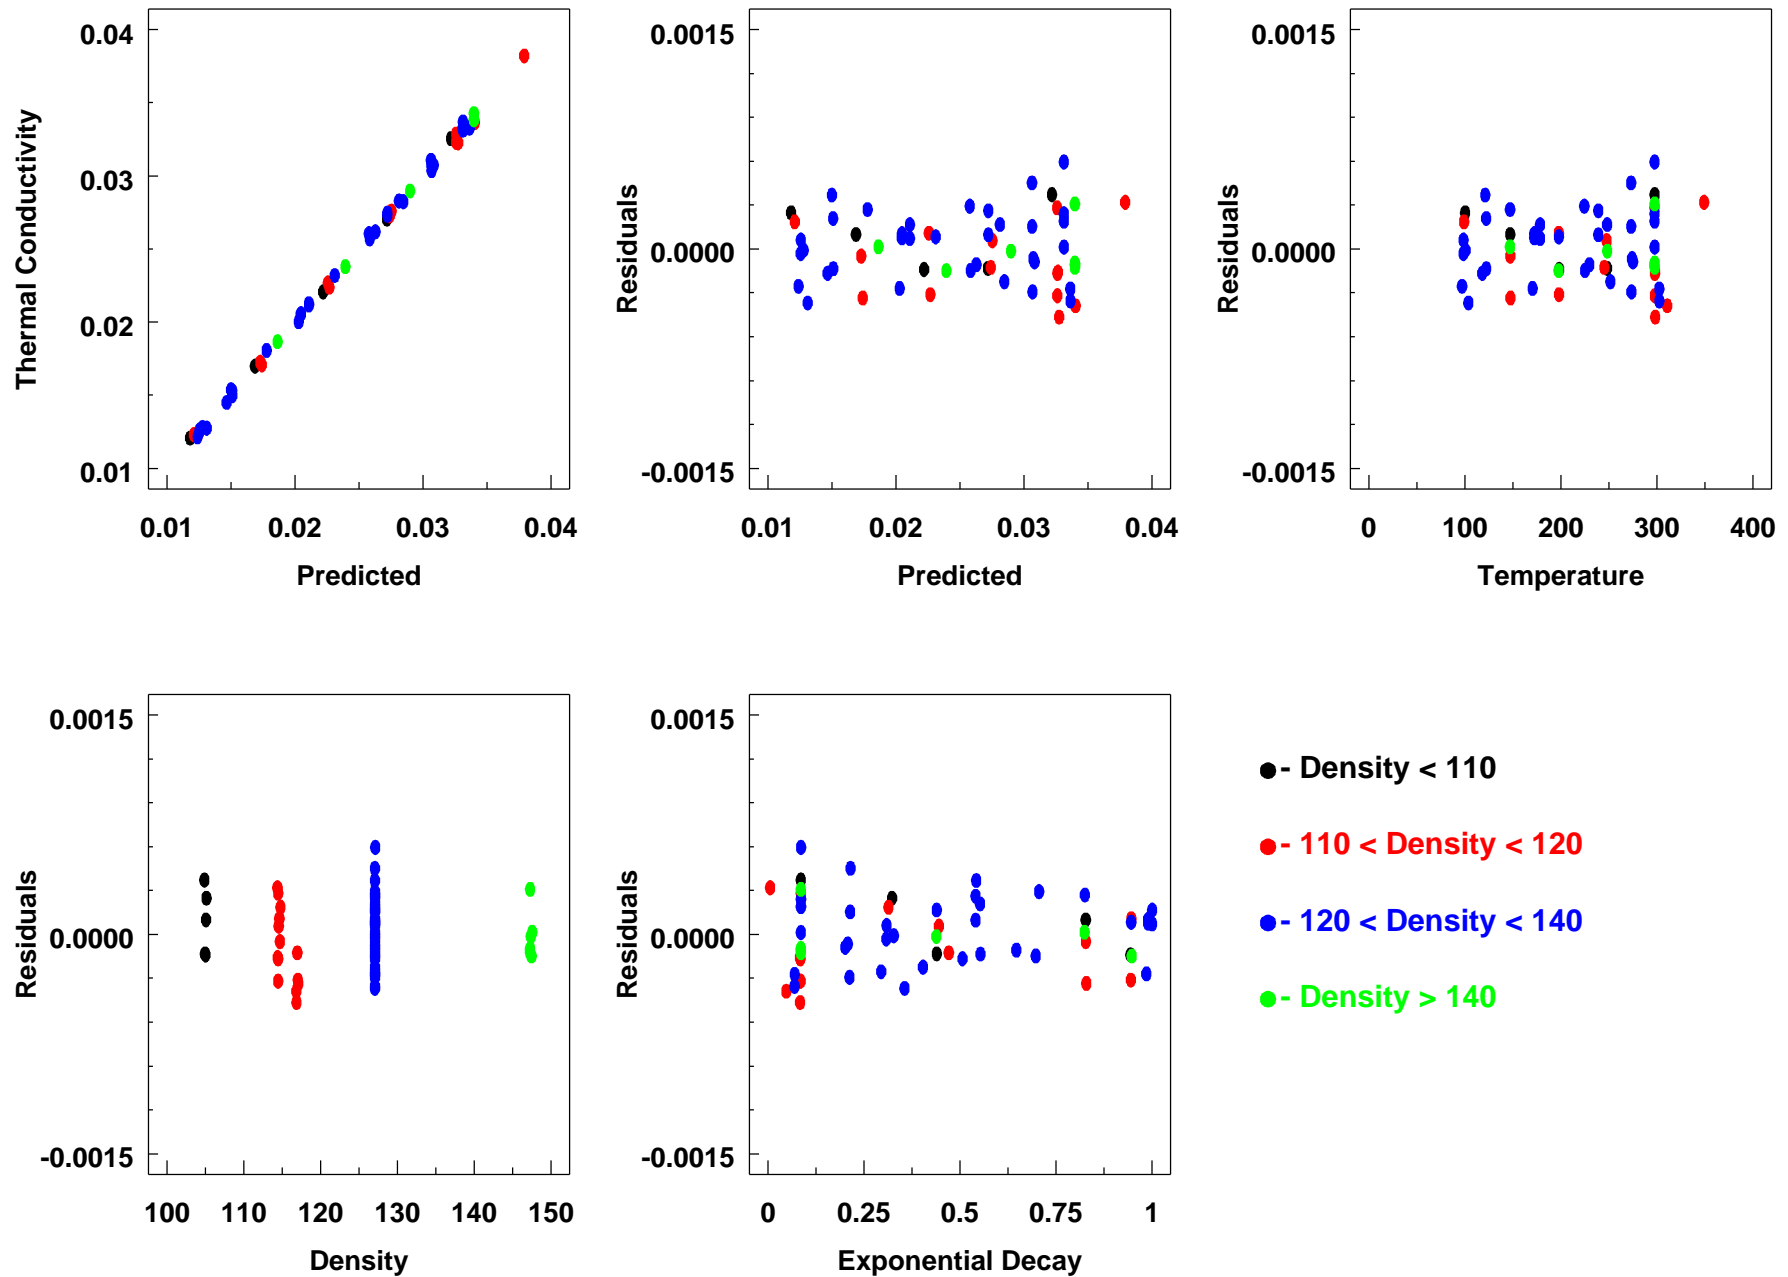 0.04
0.03
0.02
0.01
Thermal Conductivity
0.01 0.02 0.03 0.04
Predicted
0.0015
0.0000
-0.0015
Residuals
0.01 0.02 0.03 0.04
Predicted
0.0015
0.0000
-0.0015
Residuals
0 100 200 300 400
Temperature
0.0015
0.0000
-0.0015
Residuals
100 110 120 130 140 150
Density
0.0015
0.0000
-0.0015
Residuals
0 0.25 0.5 0.75 1
Exponential Decay
- Density < 110
- 110 < Density < 120
- 120 < Density < 140
- Density > 140